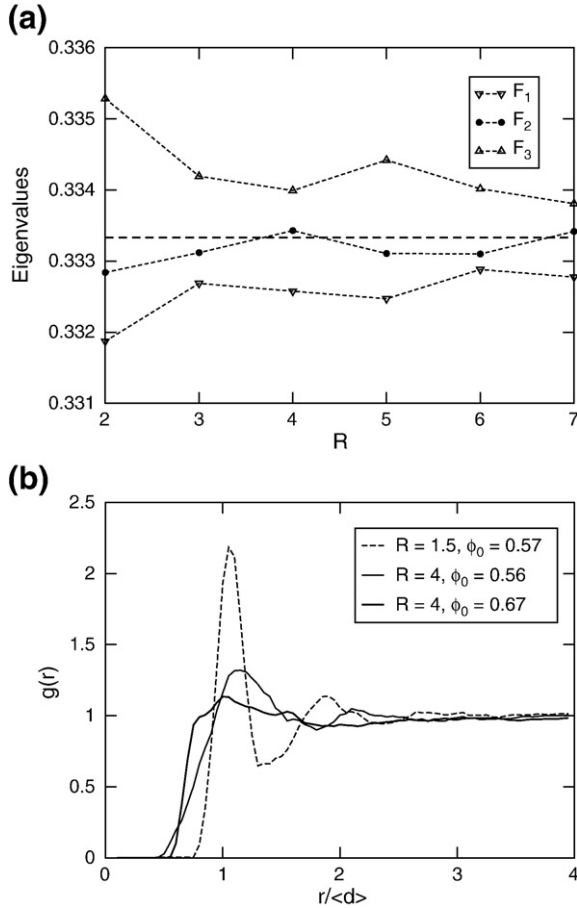 (a)
0.336
0.335
0.334
0.333
0.332
0.331
Eigenvalues
F₁
F₂
F₃
2 3 4 5 6 7
R
(b)
2.5
2
1.5
1
0.5
0
g(r)
R = 1.5, ϕ₀ = 0.57
R = 4, ϕ₀ = 0.56
R = 4, ϕ₀ = 0.67
0 1 2 3 4
r/<d>